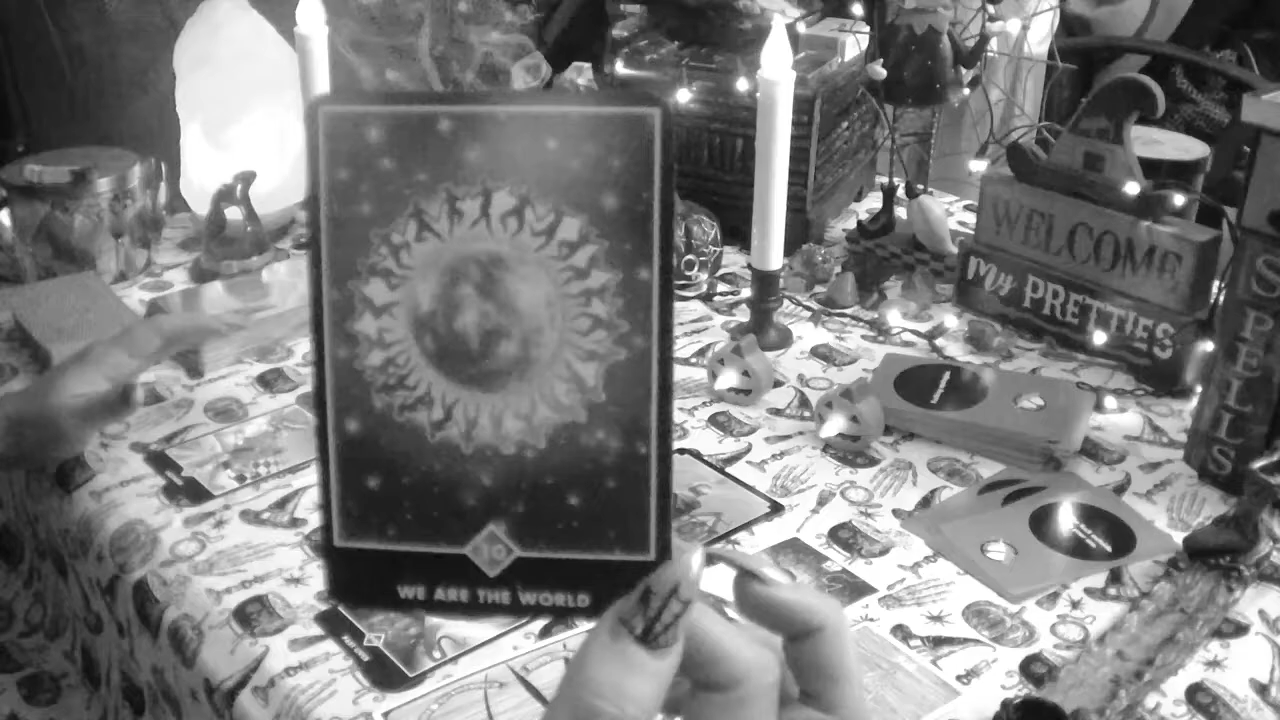 10
WE ARE THE WORLD
WELCOME
My PRETTIES
SPELLS